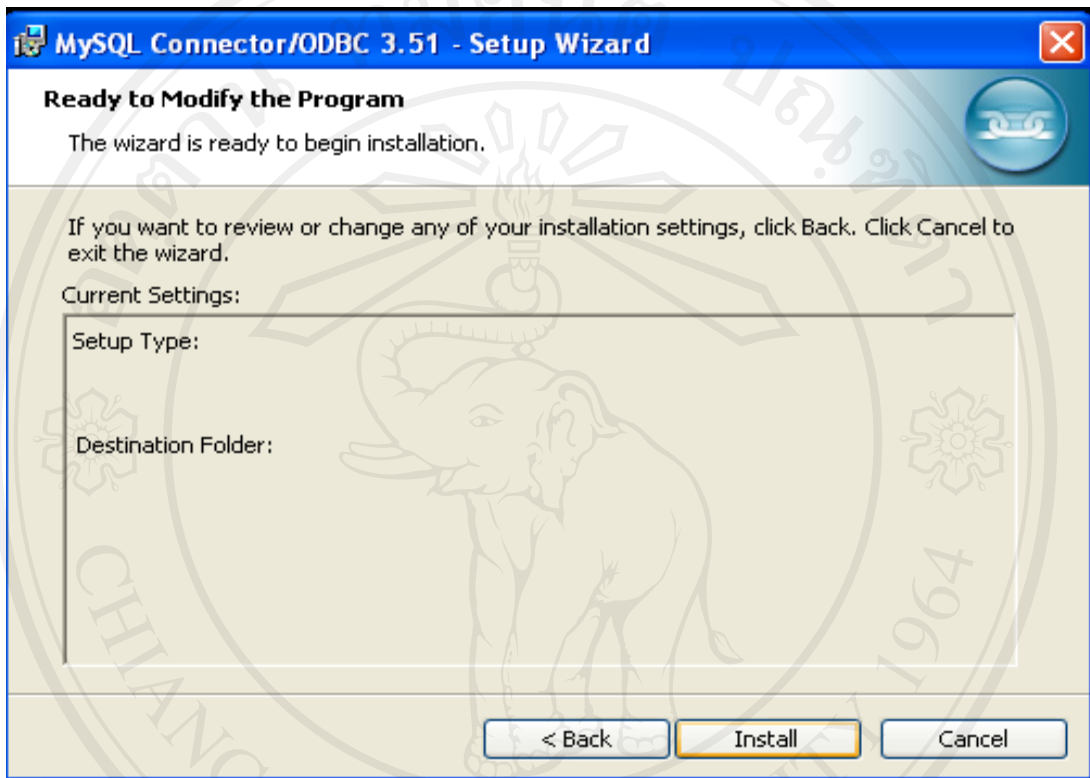 MySQL Connector/ODBC 3.51 - Setup Wizard
Ready to Modify the Program
The wizard is ready to begin installation.
If you want to review or change any of your installation settings, click Back. Click Cancel to
exit the wizard.
Current Settings:
Setup Type:
Destination Folder:
< Back
Install
Cancel
CHIANG
1964